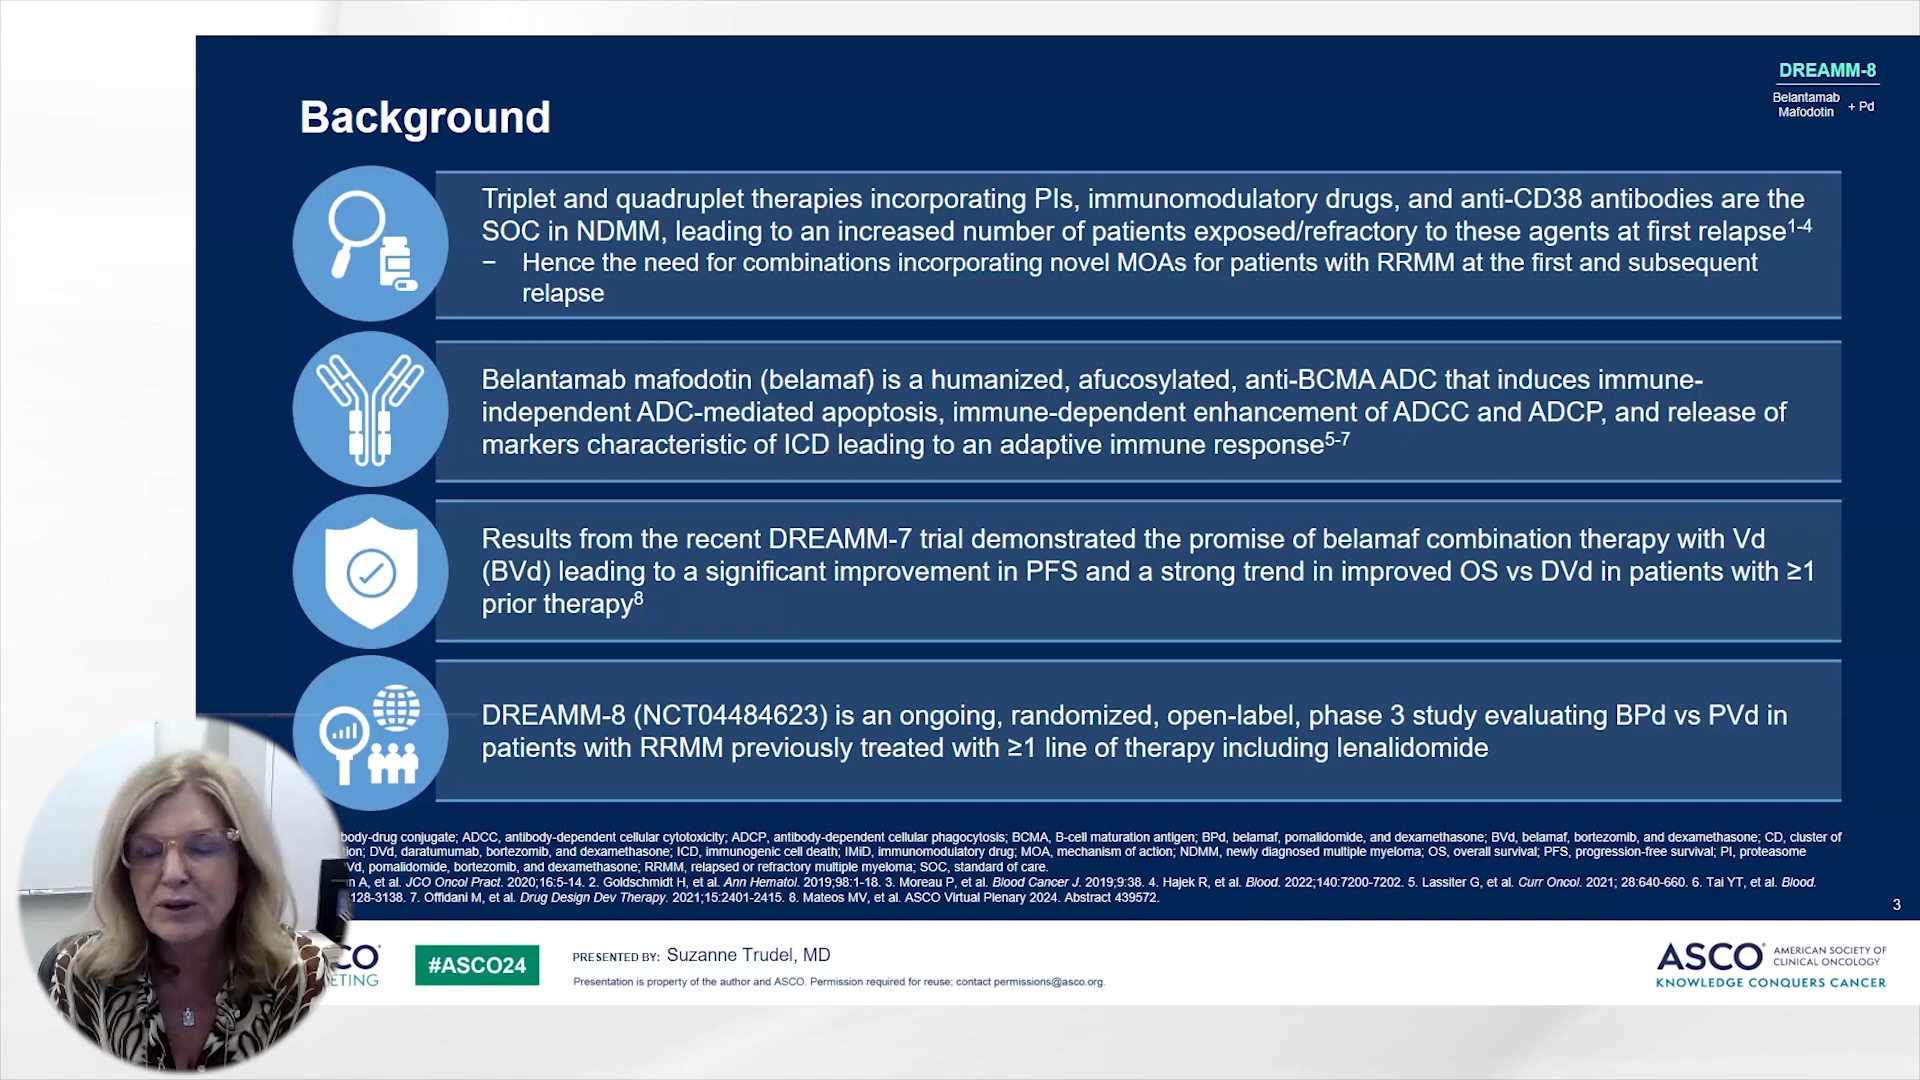 DREAMM-8
Belantamab
Mafodotin + Pd
Background
Triplet and quadruplet therapies incorporating PIs, immunomodulatory drugs, and anti-CD38 antibodies are the
SOC in NDMM, leading to an increased number of patients exposed/refractory to these agents at first relapse1-4
− Hence the need for combinations incorporating novel MOAs for patients with RRMM at the first and subsequent
relapse
Belantamab mafodotin (belamaf) is a humanized, afucosylated, anti-BCMA ADC that induces immune-
independent ADC-mediated apoptosis, immune-dependent enhancement of ADCC and ADCP, and release of
markers characteristic of ICD leading to an adaptive immune response5-7
Results from the recent DREAMM-7 trial demonstrated the promise of belamaf combination therapy with Vd
(BVd) leading to a significant improvement in PFS and a strong trend in improved OS vs DVd in patients with ≥1
prior therapy8
DREAMM-8 (NCT04484623) is an ongoing, randomized, open-label, phase 3 study evaluating BPd vs PVd in
patients with RRMM previously treated with ≥1 line of therapy including lenalidomide
body-drug conjugate; ADCC, antibody-dependent cellular cytotoxicity; ADCP, antibody-dependent cellular phagocytosis; BCMA, B-cell maturation antigen; BPd, belamaf, pomalidomide, and dexamethasone; BVd, belamaf, bortezomib, and dexamethasone; CD, cluster of
tion; DVd, daratumumab, bortezomib, and dexamethasone; ICD, immunogenic cell death; IMiD, immunomodulatory drug; MOA, mechanism of action; NDMM, newly diagnosed multiple myeloma; OS, overall survival; PFS, progression-free survival; PI, proteasome
Vd, pomalidomide, bortezomib, and dexamethasone; RRMM, relapsed or refractory multiple myeloma; SOC, standard of care.
n A, et al. JCO Oncol Pract. 2020;16:5-14. 2. Goldschmidt H, et al. Ann Hematol. 2019;98:1-18. 3. Moreau P, et al. Blood Cancer J. 2019;9:38. 4. Hajek R, et al. Blood. 2022;140:7200-7202. 5. Lassiter G, et al. Curr Oncol. 2021; 28:640-660. 6. Tai YT, et al. Blood.
128-3138. 7. Offidani M, et al. Drug Design Dev Therapy. 2021;15:2401-2415. 8. Mateos MV, et al. ASCO Virtual Plenary 2024. Abstract 439572.
3
CO®
ETING
#ASCO24
PRESENTED BY: Suzanne Trudel, MD
Presentation is property of the author and ASCO. Permission required for reuse; contact permissions@asco.org.
ASCO® AMERICAN SOCIETY OF
CLINICAL ONCOLOGY
KNOWLEDGE CONQUERS CANCER